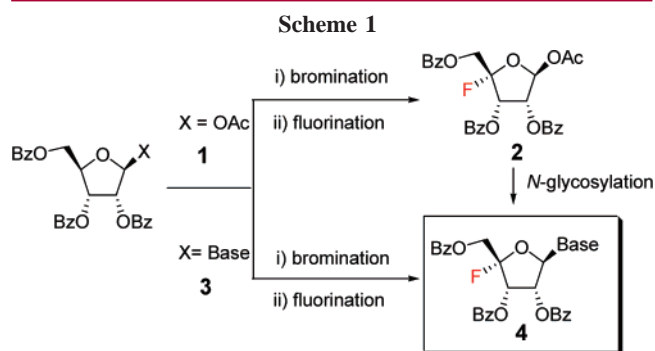 Scheme 1
BzO
O
OAc
F
BzO
OBz
2
i) bromination
X = OAc
ii) fluorination
1
BzO
O
X
BzO
OBz
N-glycosylation
X= Base
i) bromination
3
ii) fluorination
BzO
O
Base
F
BzO
OBz
4